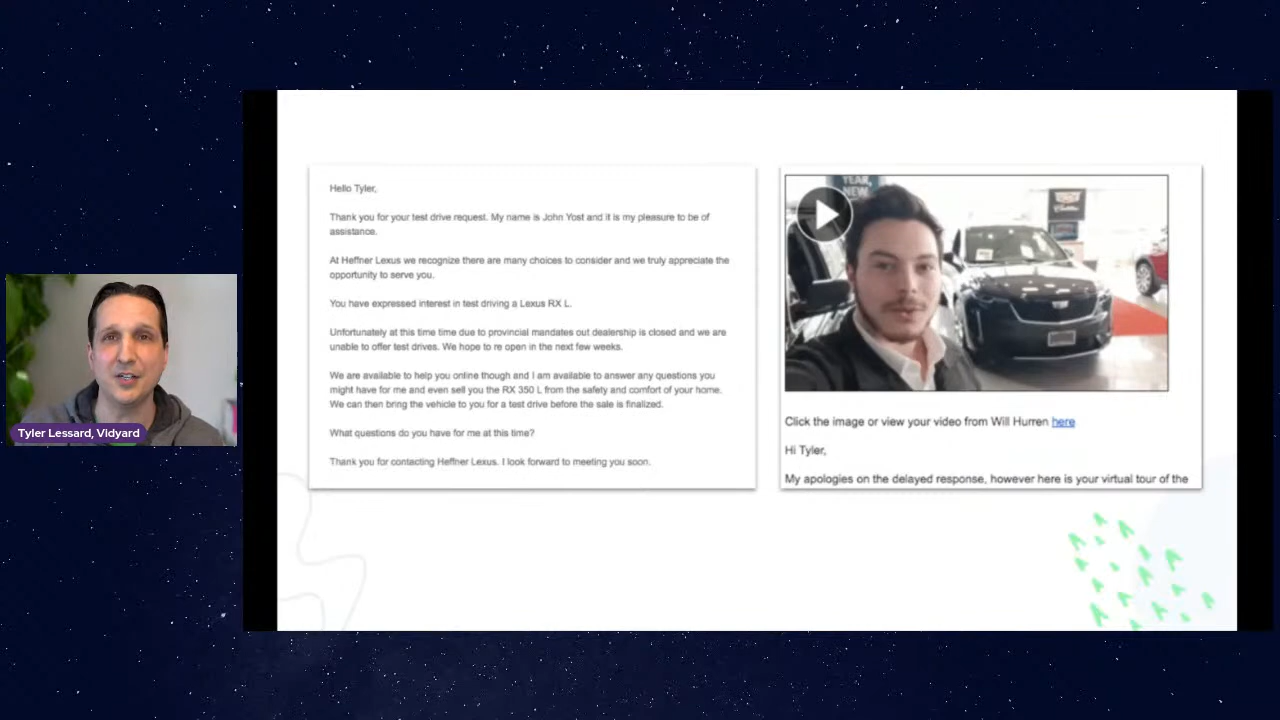 Hello Tyler,
Thank you for your test drive request. My name is John Yost and it is my pleasure to be of
assistance.
At Heffner Lexus we recognize there are many choices to consider and we truly appreciate the
opportunity to serve you.
You have expressed interest in test driving a Lexus RX L.
Unfortunately at this time time due to provincial mandates out dealership is closed and we are
unable to offer test drives. We hope to re open in the next few weeks.
We are available to help you online though and I am available to answer any questions you
might have for me and even sell you the RX 350 L from the safety and comfort of your home.
We can then bring the vehicle to you for a test drive before the sale is finalized.
What questions do you have for me at this time?
Thank you for contacting Heffner Lexus. I look forward to meeting you soon.
YEAR,
NEW
Cadillac
Click the image or view your video from Will Hurren here
Hi Tyler,
My apologies on the delayed response, however here is your virtual tour of the
Tyler Lessard, Vidyard